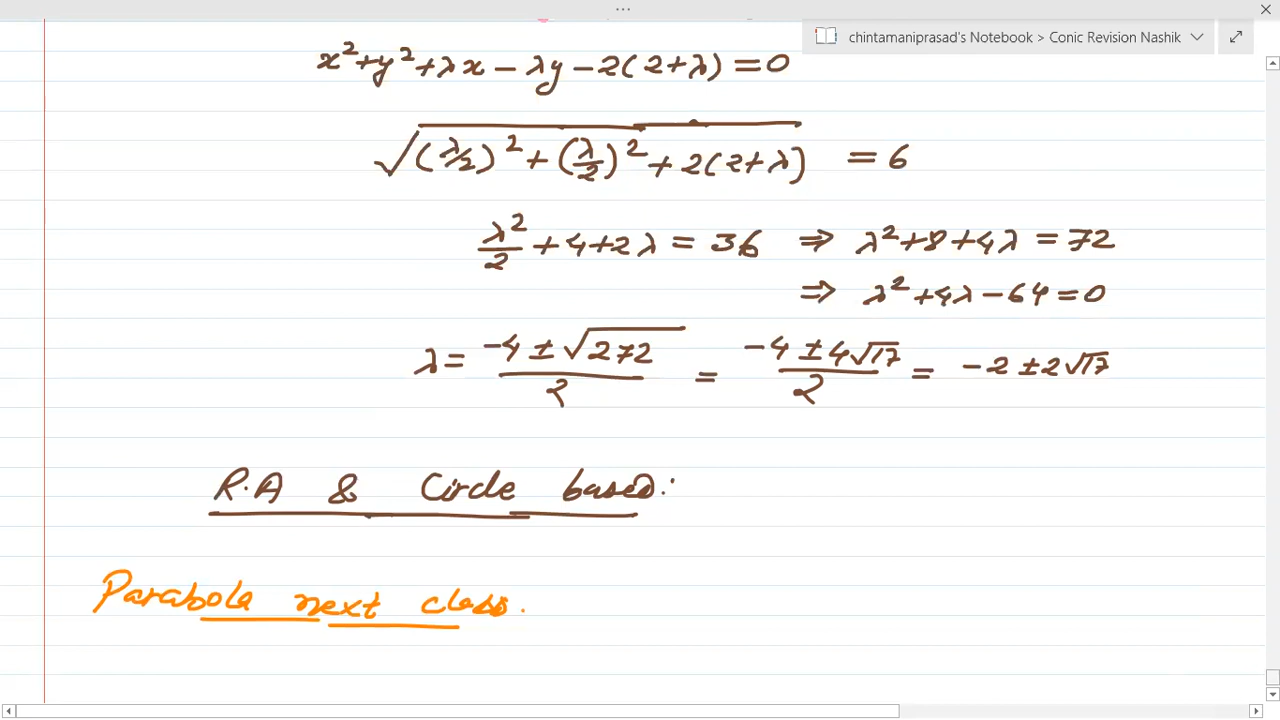 chintamaniprasad's Notebook > Conic Revision Nashik
x²+y²+λx-λy-2(2+λ)=0
√((λ/2)²+(λ/2)²+2(2+λ)) = 6
λ²/2+4+2λ = 36 ⇒ λ²+8+4λ = 72
⇒ λ²+4λ-64=0
λ = (-4±√272)/2 = (-4±4√17)/2 = -2±2√17
R.A & Circle based:
Parabola next class.